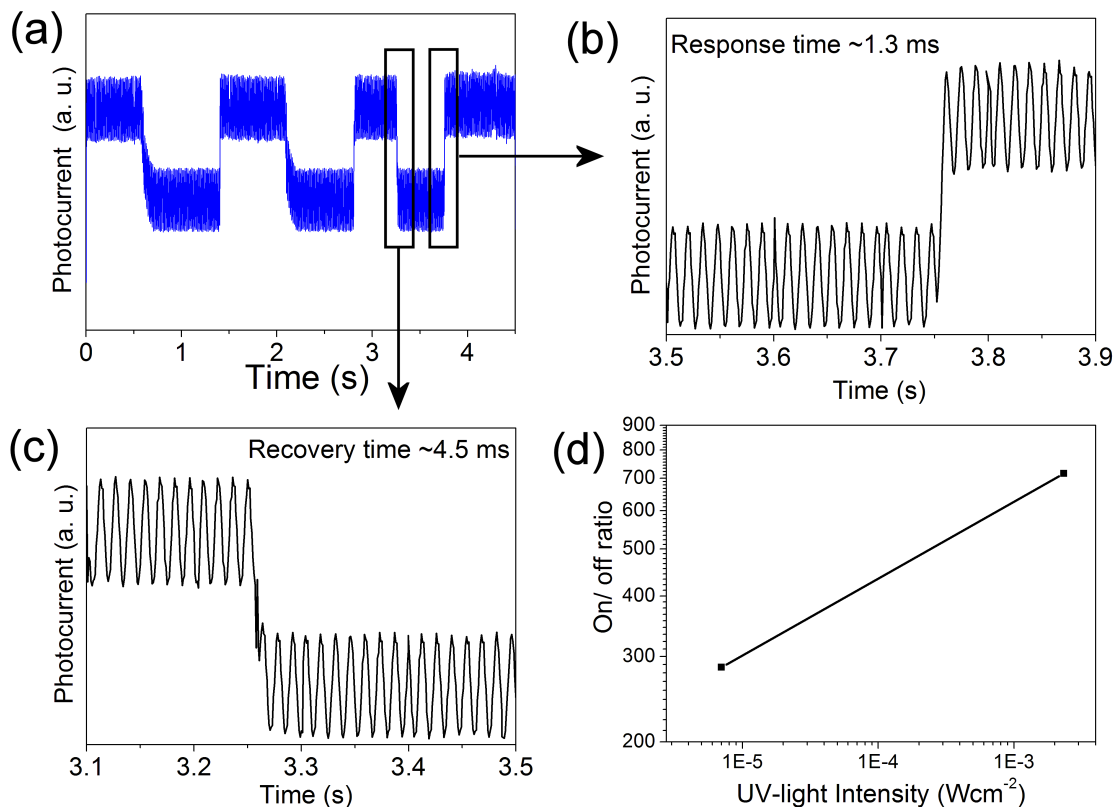 (a)
Photocurrent (a. u.)
0 1 2 3 4
Time (s)
(b)
Response time ~1.3 ms
Photocurrent (a. u.)
3.5 3.6 3.7 3.8 3.9
Time (s)
(c)
Recovery time ~4.5 ms
Photocurrent (a. u.)
3.1 3.2 3.3 3.4 3.5
Time (s)
(d)
On/ off ratio
900
800
700
600
500
400
300
200
1E-5 1E-4 1E-3
UV-light Intensity (Wcm⁻²)